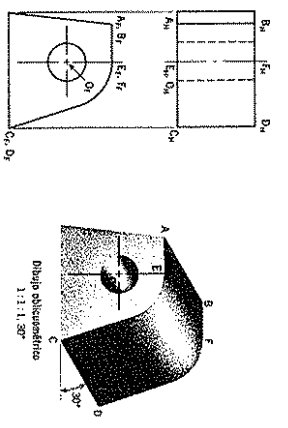 A_H
B_H
E_H, O_H
F_H
C_H
D_H
A_F, B_F
E_F, F_F
O_F
C_F, D_F
A
B
E
F
C
D
30°
Dibujo oblicuométrico
1:1:1, 30°